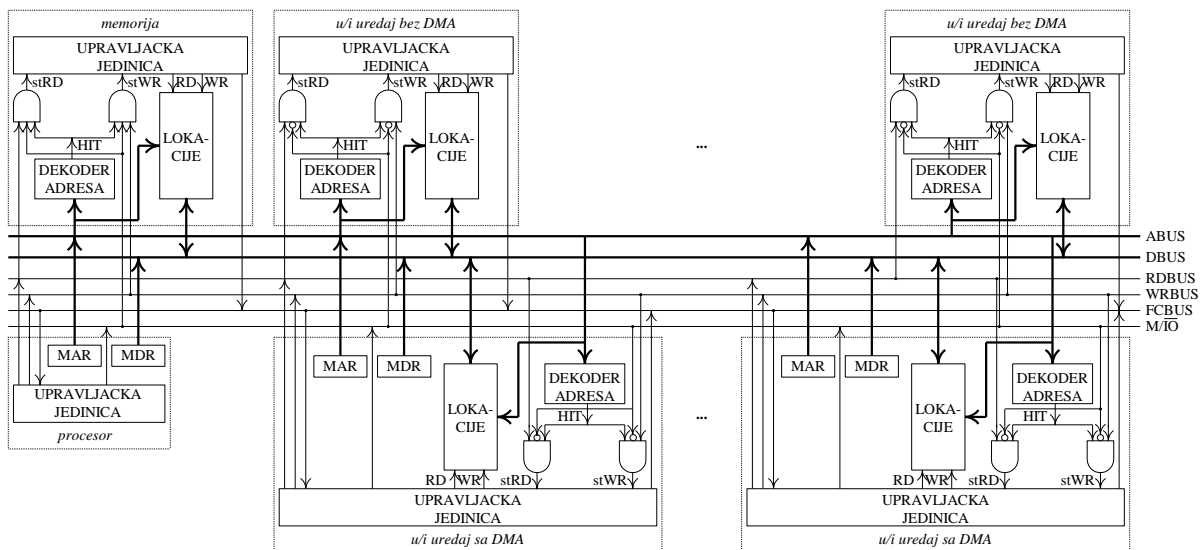 memorija
UPRAVLJACKA
JEDINICA
stRD
stWR
RD
WR
LOKA-
CIJE
HIT
DEKODER
ADRESA
u/i uredaj bez DMA
UPRAVLJACKA
JEDINICA
stRD
stWR
RD
WR
LOKA-
CIJE
HIT
DEKODER
ADRESA
...
u/i uredaj bez DMA
UPRAVLJACKA
JEDINICA
stRD
stWR
RD
WR
LOKA-
CIJE
HIT
DEKODER
ADRESA
ABUS
DBUS
RDBUS
WRBUS
FCBUS
M/I̅O̅
MAR
MDR
UPRAVLJACKA
JEDINICA
procesor
MAR
MDR
LOKA-
CIJE
DEKODER
ADRESA
HIT
RD
WR
stRD
stWR
UPRAVLJACKA
JEDINICA
u/i uredaj sa DMA
...
MAR
MDR
LOKA-
CIJE
DEKODER
ADRESA
HIT
RD
WR
stRD
stWR
UPRAVLJACKA
JEDINICA
u/i uredaj sa DMA